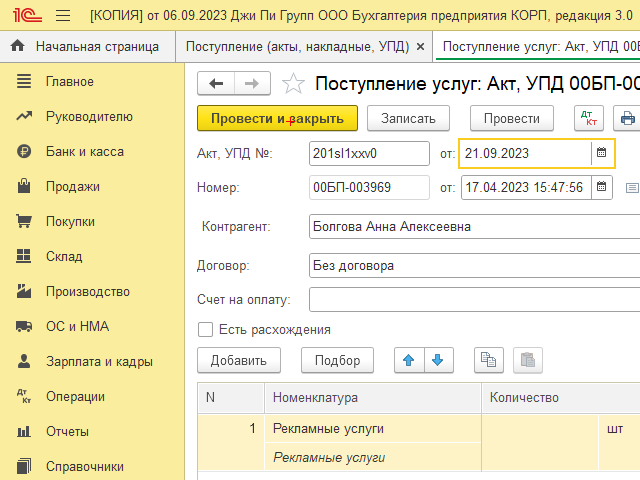 1С [КОПИЯ] от 06.09.2023 Джи Пи Групп ООО Бухгалтерия предприятия КОРП, редакция 3.0
Начальная страница Поступление (акты, накладные, УПД) × Поступление услуг: Акт, УПД 00БП-00
Главное
Руководителю
Банк и касса
Продажи
Покупки
Склад
Производство
ОС и НМА
Зарплата и кадры
Дт Кт Операции
Отчеты
Справочники
Поступление услуг: Акт, УПД 00БП-00
Провести и закрыть Записать Провести Дт Кт
Акт, УПД №: 201sl1xxv0 от: 21.09.2023
Номер: 00БП-003969 от: 17.04.2023 15:47:56
Контрагент: Болгова Анна Алексеевна
Договор: Без договора
Счет на оплату:
Есть расхождения
Добавить Подбор
N Номенклатура Количество
1 Рекламные услуги шт
Рекламные услуги